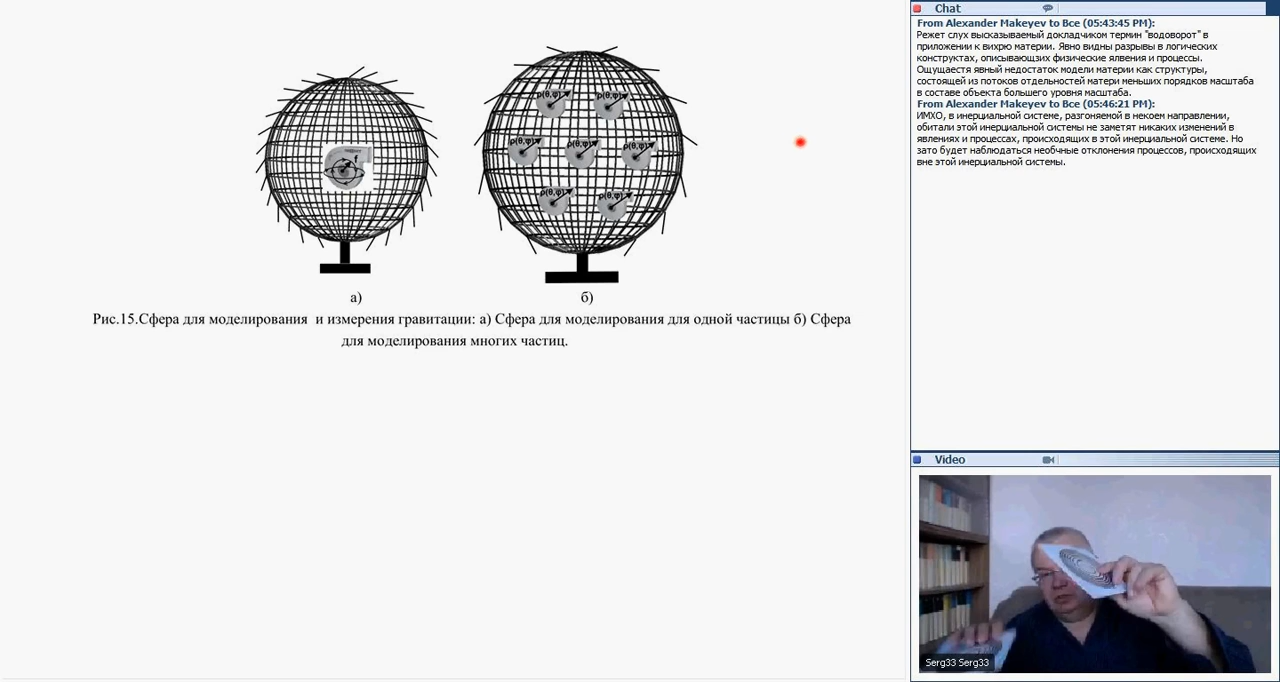 ρ(θ,φ)
ρ(θ,φ)
ρ(θ,φ)
ρ(θ,φ)
ρ(θ,φ)
ρ(θ,φ)
ρ(θ,φ)
а)
б)
Рис.15.Сфера для моделирования и измерения гравитации: а) Сфера для моделирования для одной частицы б) Сфера
для моделирования многих частиц.
Chat
From Alexander Makeyev to Все (05:43:45 PM):
Режет слух высказываемый докладчиком термин "водоворот" в
приложении к вихрю материи. Явно видны разрывы в логических
конструктах, описывающзих физические ялвения и процессы.
Ощущаестя явный недостаток модели материи как структуры,
состоящей из потоков отдельностей матери меньших порядков масштаба
в составе объекта большего уровня масштаба.
From Alexander Makeyev to Все (05:46:21 PM):
ИМХО, в инерциальной системе, разгоняемой в некоем направлении,
обитали этой инерциальной системы не заметят никаких изменений в
явлениях и процессах, происходящих в этой инерциальной системе. Но
зато будет наблюдаться необчные отклонения процессов, происходящих
вне этой инерциальной системы.
Video
Serg33 Serg33